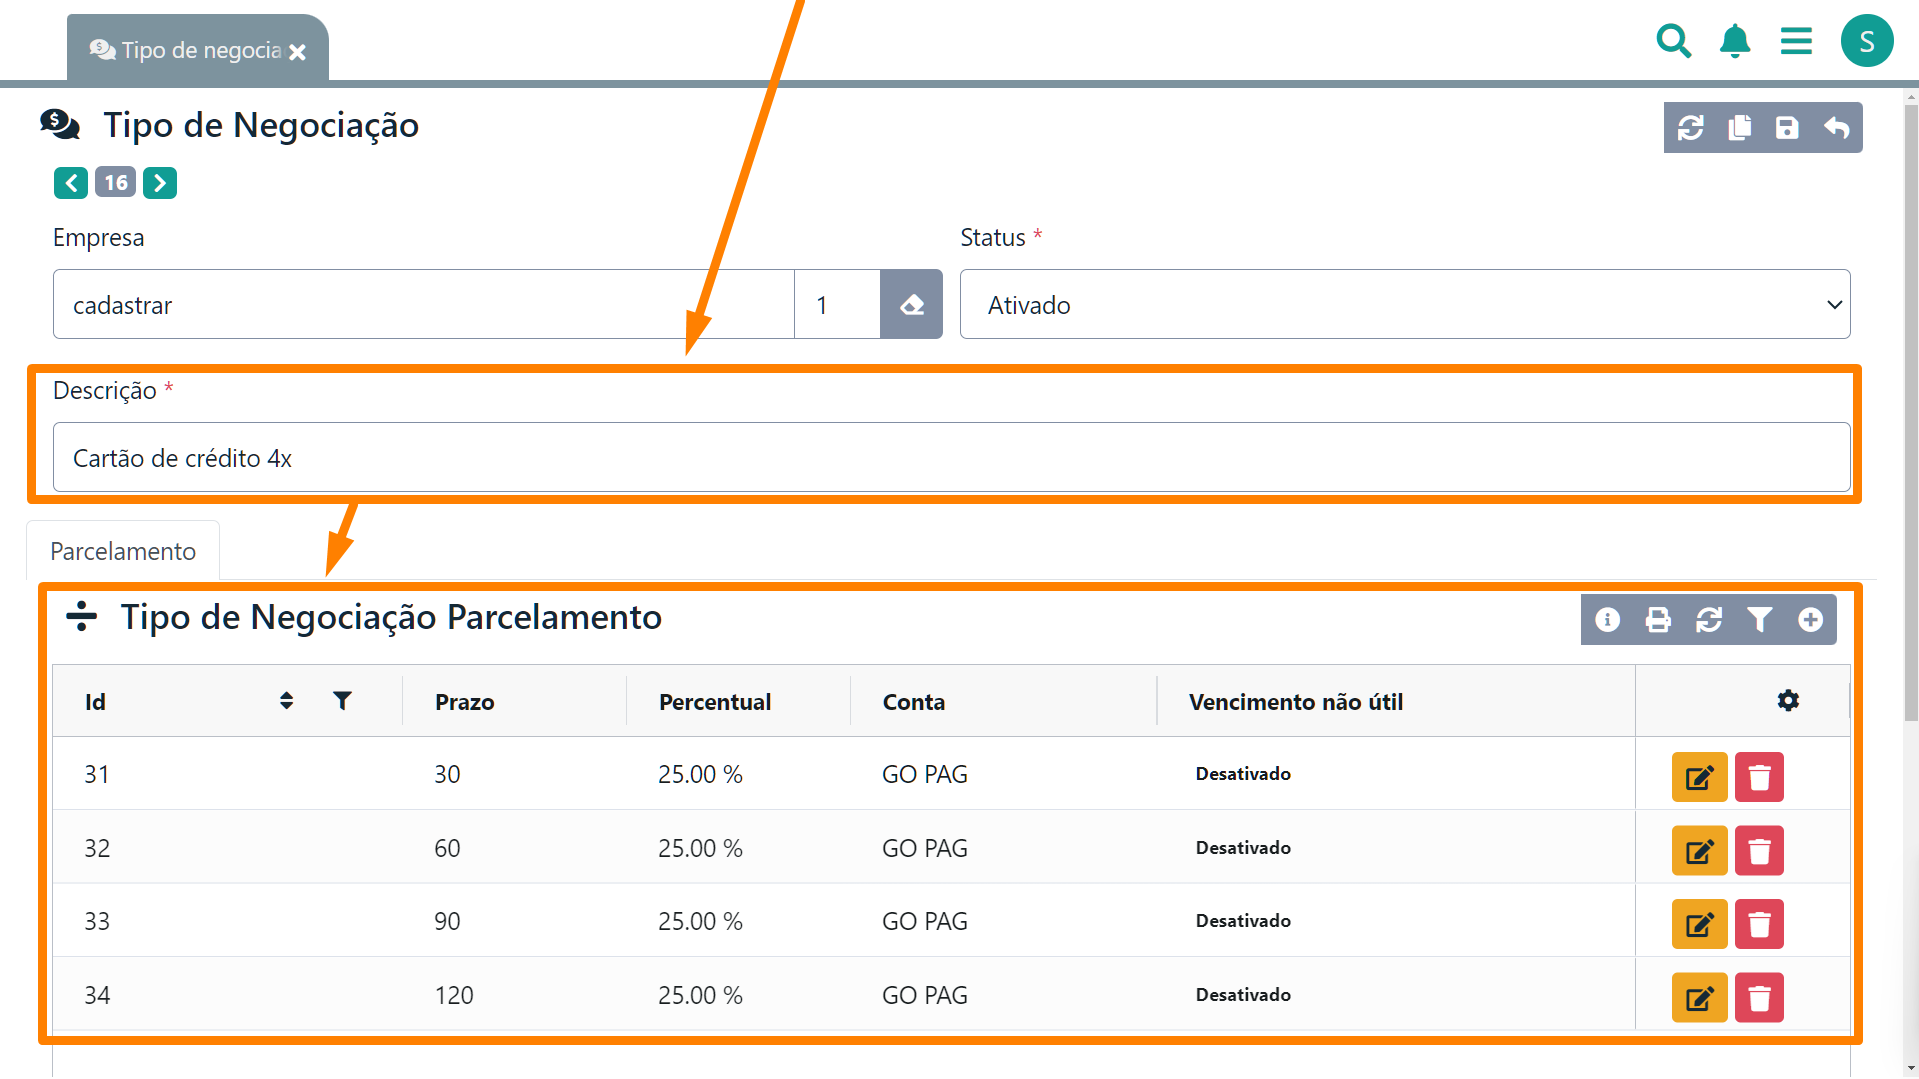 Tipo de negocia
S
Tipo de Negociação
16
Empresa
Status *
cadastrar 1
Ativado
Descrição *
Cartão de crédito 4x
Parcelamento
Tipo de Negociação Parcelamento
Id Prazo Percentual Conta Vencimento não útil
31 30 25.00 % GO PAG Desativado
32 60 25.00 % GO PAG Desativado
33 90 25.00 % GO PAG Desativado
34 120 25.00 % GO PAG Desativado